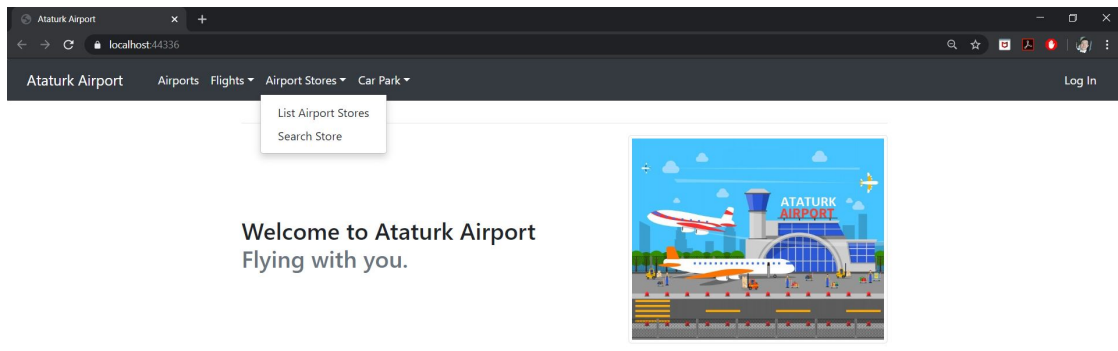 Ataturk Airport
localhost:44336
Ataturk Airport Airports Flights Airport Stores Car Park Log In
List Airport Stores
Search Store
Welcome to Ataturk Airport
Flying with you.
ATATURK
AIRPORT